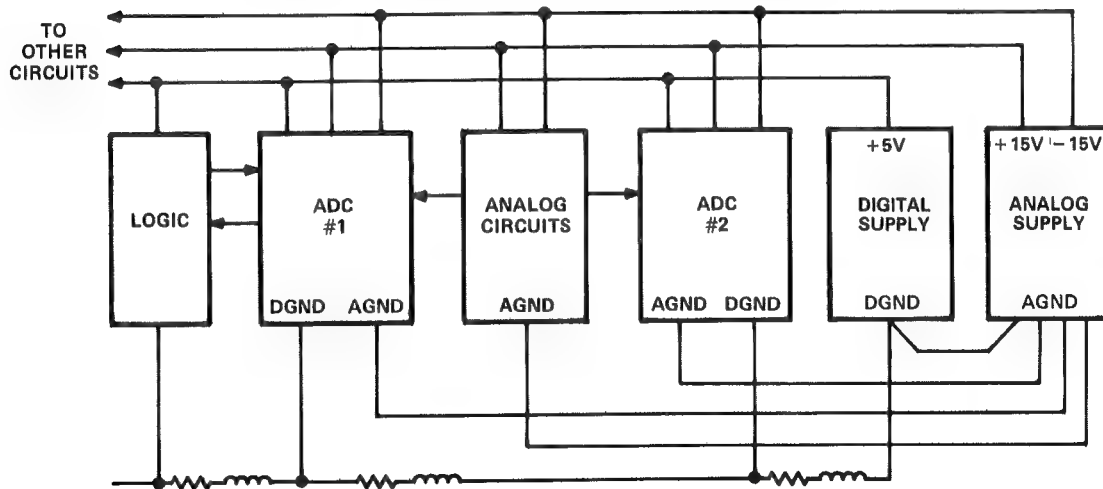 TO
OTHER
CIRCUITS
+5V
+15V
-15V
LOGIC
ADC
#1
ANALOG
CIRCUITS
ADC
#2
DIGITAL
SUPPLY
ANALOG
SUPPLY
DGND
AGND
AGND
AGND
DGND
DGND
AGND